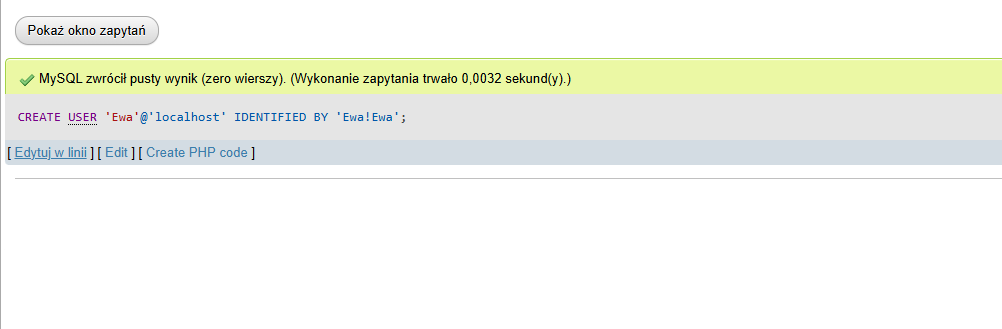 Pokaż okno zapytań
MySQL zwrócił pusty wynik (zero wierszy). (Wykonanie zapytania trwało 0,0032 sekund(y).)
CREATE USER 'Ewa'@'localhost' IDENTIFIED BY 'Ewa!Ewa';
[ Edytuj w linii ] [ Edit ] [ Create PHP code ]